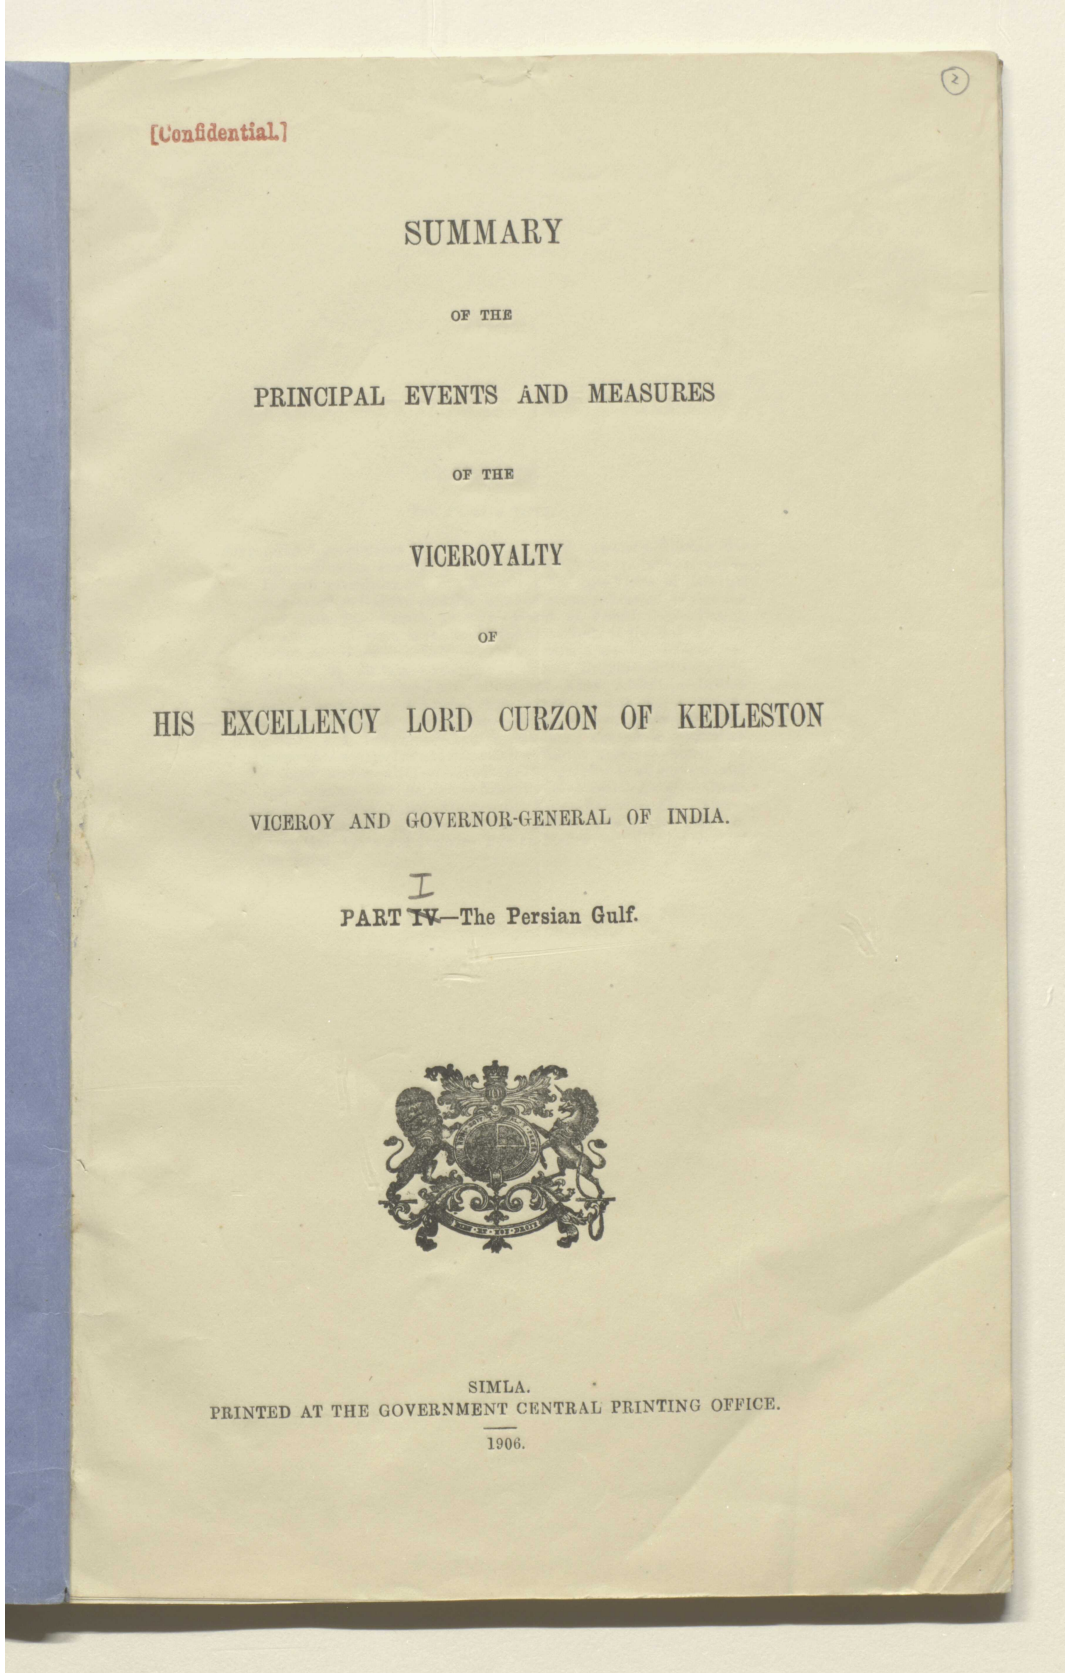 2
[Confidential.]
SUMMARY
OF THE
PRINCIPAL EVENTS AND MEASURES
OF THE
VICEROYALTY
OF
HIS EXCELLENCY LORD CURZON OF KEDLESTON
VICEROY AND GOVERNOR-GENERAL OF INDIA.
I
PART IV—The Persian Gulf.
SIMLA.
PRINTED AT THE GOVERNMENT CENTRAL PRINTING OFFICE.
1906.